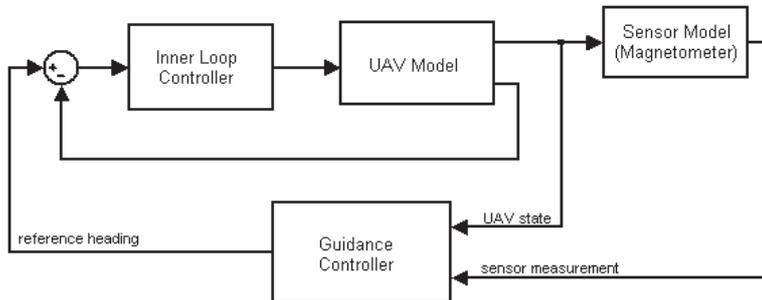 Inner Loop
Controller
UAV Model
Sensor Model
(Magnetometer)
+
-
UAV state
reference heading
Guidance
Controller
sensor measurement